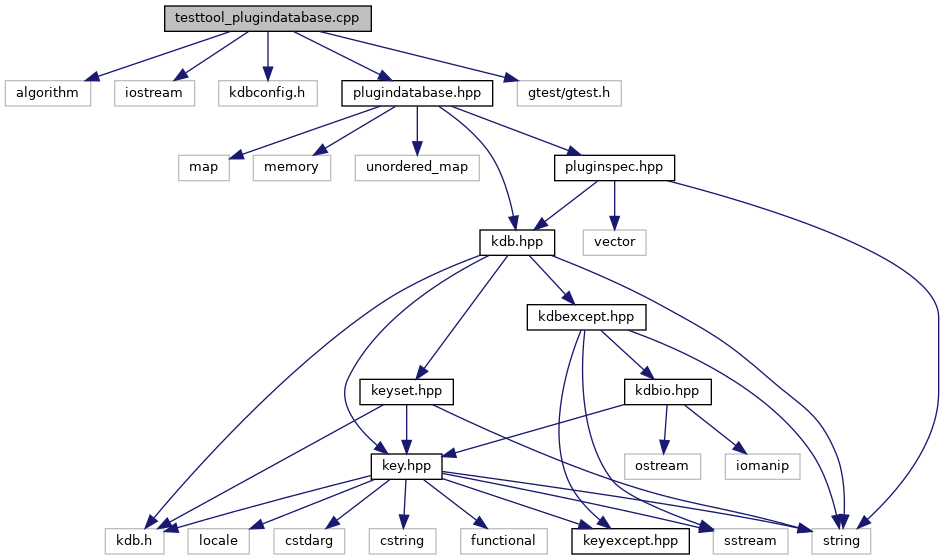 testtool_plugindatabase.cpp
algorithm
iostream
kdbconfig.h
plugindatabase.hpp
gtest/gtest.h
map
memory
unordered_map
pluginspec.hpp
kdb.hpp
vector
kdbexcept.hpp
keyset.hpp
kdbio.hpp
key.hpp
ostream
iomanip
kdb.h
locale
cstdarg
cstring
functional
keyexcept.hpp
sstream
string